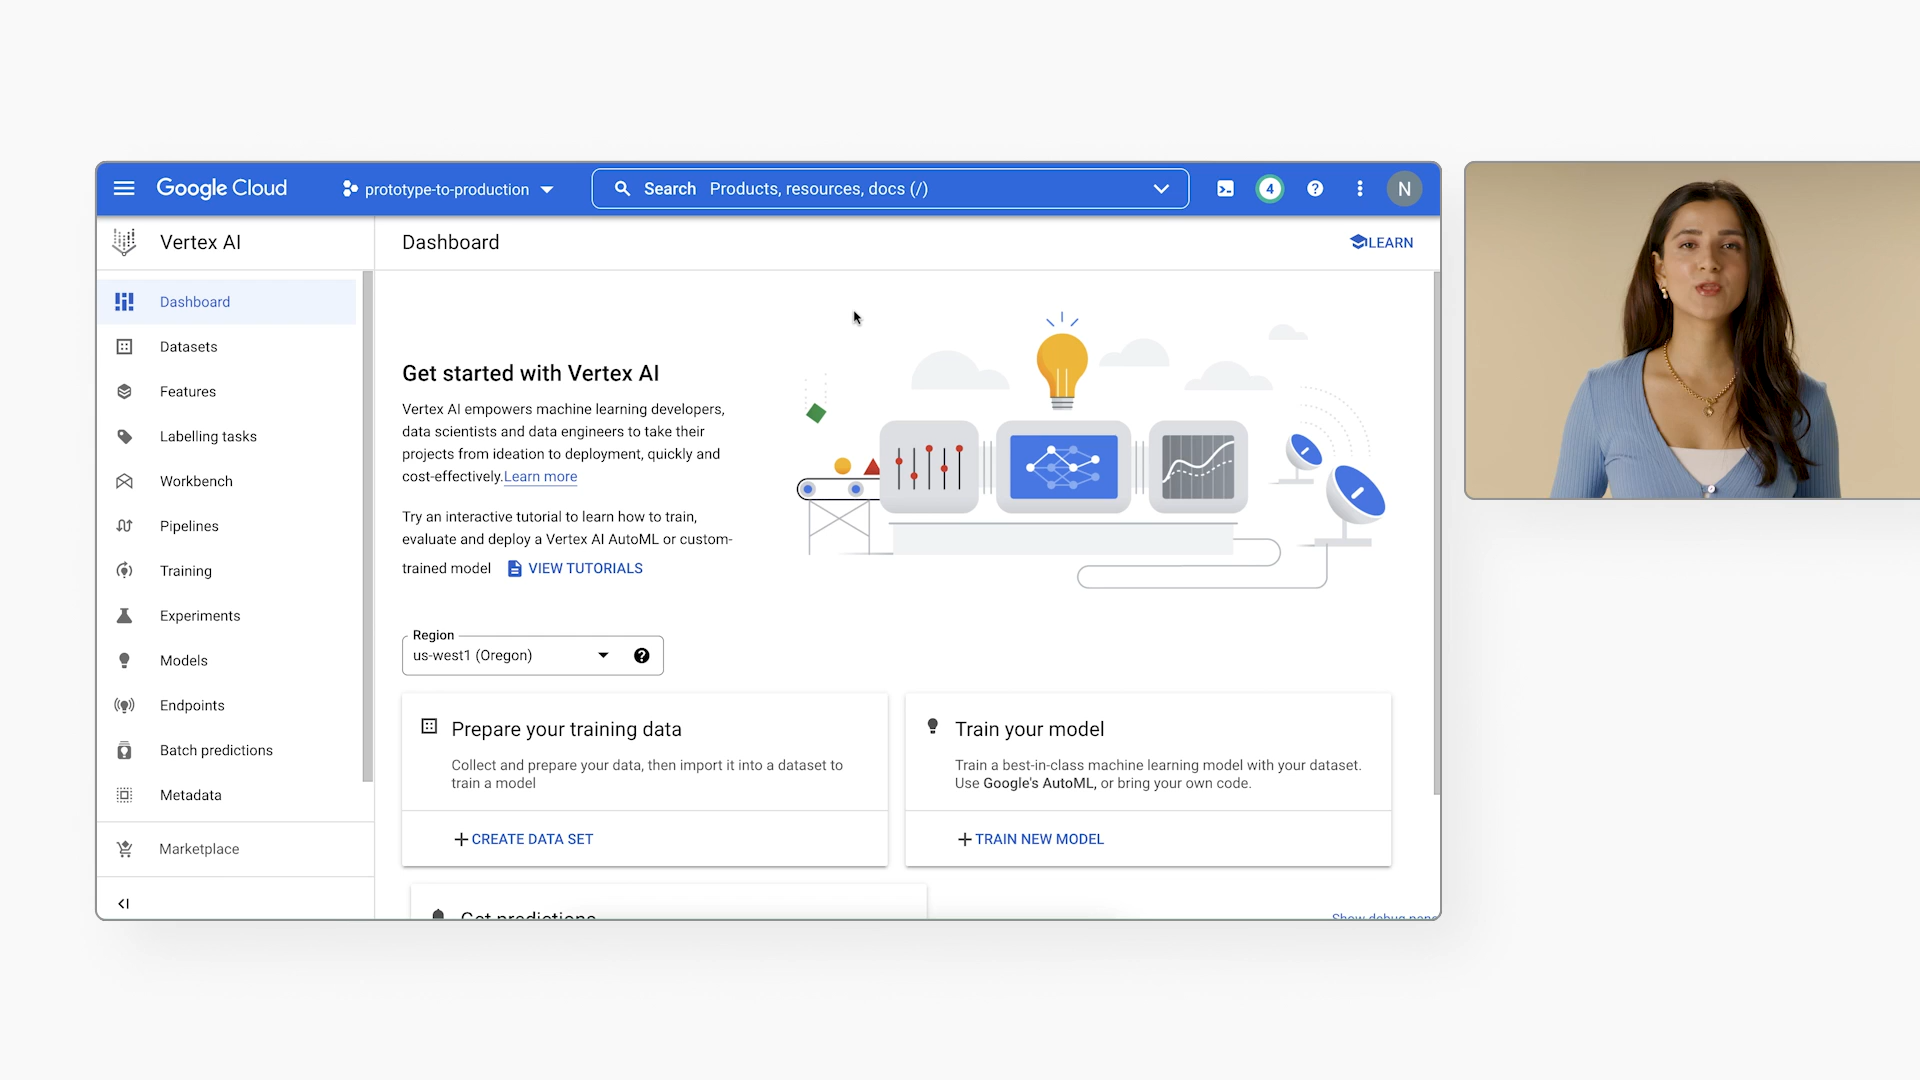 Google Cloud
prototype-to-production
Search Products, resources, docs (/)
4
N
Vertex AI
Dashboard
LEARN
Dashboard
Datasets
Features
Labelling tasks
Workbench
Pipelines
Training
Experiments
Models
Endpoints
Batch predictions
Metadata
Marketplace
Get started with Vertex AI
Vertex AI empowers machine learning developers,
data scientists and data engineers to take their
projects from ideation to deployment, quickly and
cost-effectively.Learn more
Try an interactive tutorial to learn how to train,
evaluate and deploy a Vertex AI AutoML or custom-
trained model VIEW TUTORIALS
Region
us-west1 (Oregon)
Prepare your training data
Collect and prepare your data, then import it into a dataset to
train a model
+CREATE DATA SET
Train your model
Train a best-in-class machine learning model with your dataset.
Use Google's AutoML, or bring your own code.
+TRAIN NEW MODEL
Get predictions
Show debug pane